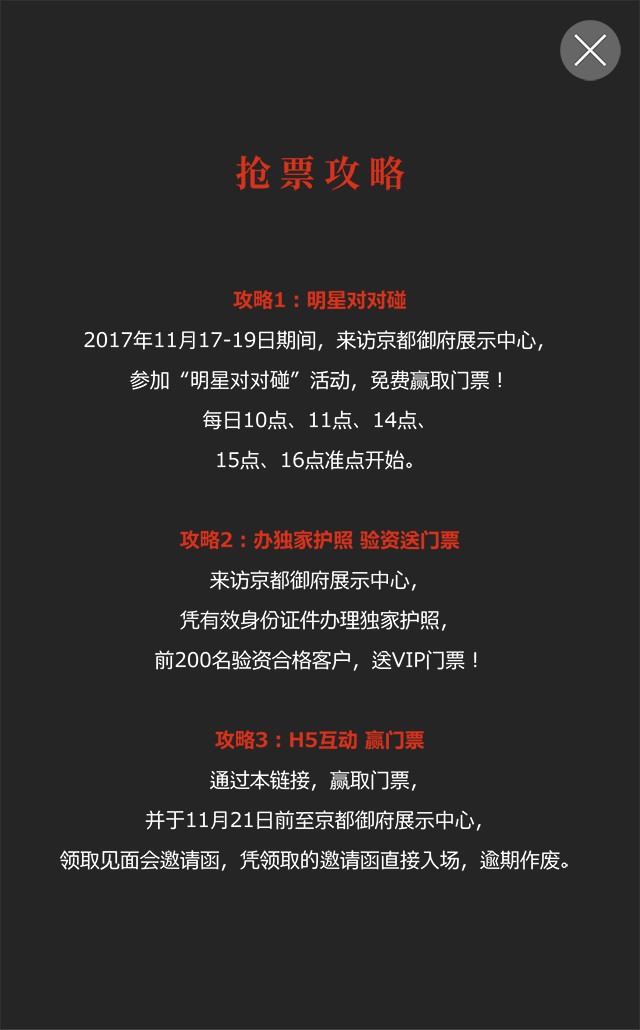 抢票攻略
攻略1：明星对对碰
2017年11月17-19日期间，来访京都御府展示中心，
参加“明星对对碰”活动，免费赢取门票！
每日10点、11点、14点、
15点、16点准点开始。
攻略2：办独家护照 验资送门票
来访京都御府展示中心，
凭有效身份证件办理独家护照，
前200名验资合格客户，送VIP门票！
攻略3：H5互动 赢门票
通过本链接，赢取门票，
并于11月21日前至京都御府展示中心，
领取见面会邀请函，凭领取的邀请函直接入场，逾期作废。